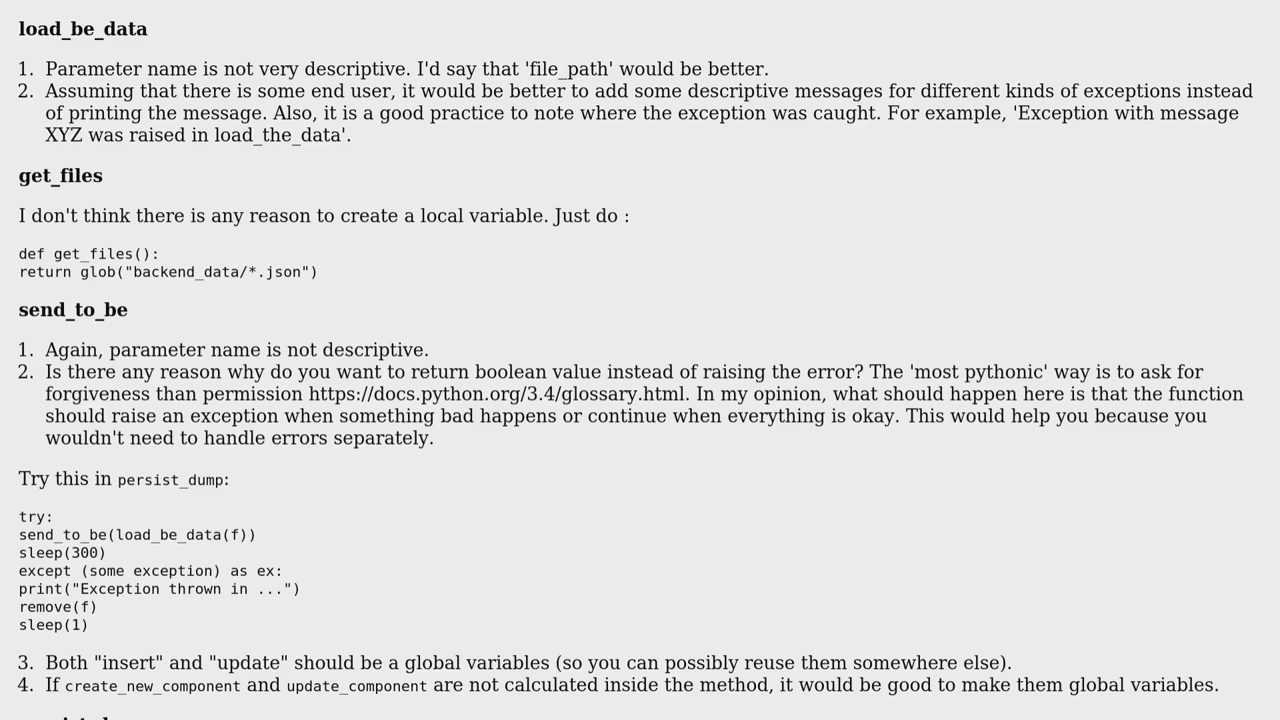 load_be_data
1. Parameter name is not very descriptive. I'd say that 'file_path' would be better.
2. Assuming that there is some end user, it would be better to add some descriptive messages for different kinds of exceptions instead
of printing the message. Also, it is a good practice to note where the exception was caught. For example, 'Exception with message
XYZ was raised in load_the_data'.
get_files
I don't think there is any reason to create a local variable. Just do :
def get_files():
return glob("backend_data/*.json")
send_to_be
1. Again, parameter name is not descriptive.
2. Is there any reason why do you want to return boolean value instead of raising the error? The 'most pythonic' way is to ask for
forgiveness than permission https://docs.python.org/3.4/glossary.html. In my opinion, what should happen here is that the function
should raise an exception when something bad happens or continue when everything is okay. This would help you because you
wouldn't need to handle errors separately.
Try this in persist_dump:
try:
send_to_be(load_be_data(f))
sleep(300)
except (some exception) as ex:
print("Exception thrown in ...")
remove(f)
sleep(1)
3. Both "insert" and "update" should be a global variables (so you can possibly reuse them somewhere else).
4. If create_new_component and update_component are not calculated inside the method, it would be good to make them global variables.